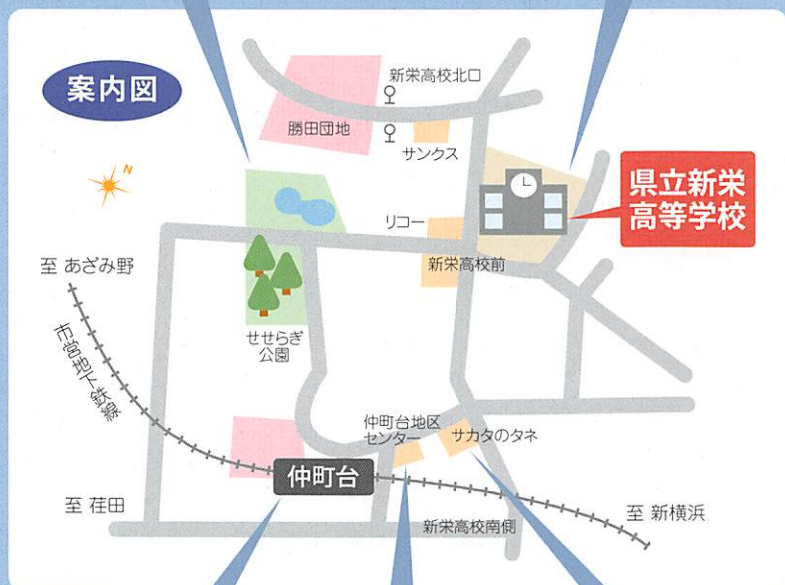 案内図
新栄高校北口
勝田団地
サンクス
N
県立新栄
高等学校
リコー
新栄高校前
至 あざみ野
市営地下鉄線
せせらぎ
公園
仲町台地区
センター
サカタのタネ
仲町台
至 荏田
新栄高校南側
至 新横浜